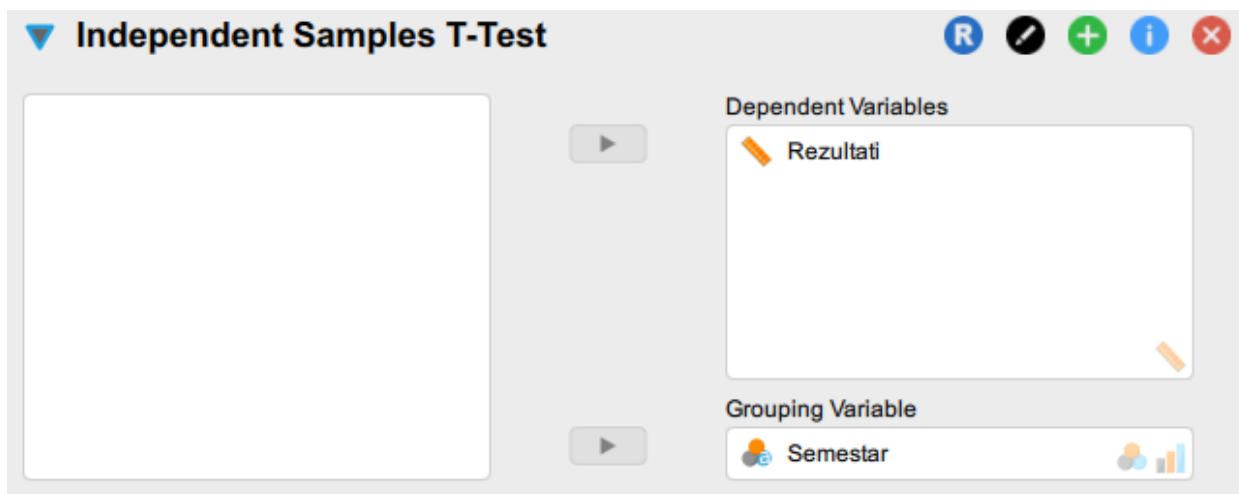 Independent Samples T-Test
R
i
Dependent Variables
Rezultati
Grouping Variable
Semestar
a